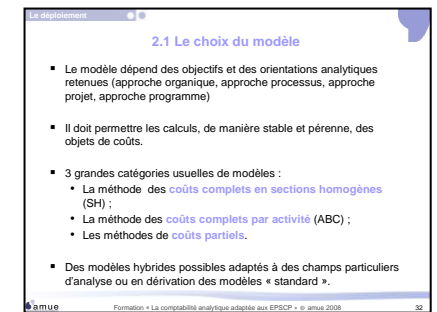 Le déploiement
2.1 Le choix du modèle
▪ Le modèle dépend des objectifs et des orientations analytiques
retenues (approche organique, approche processus, approche
projet, approche programme)
▪ Il doit permettre les calculs, de manière stable et pérenne, des
objets de coûts.
▪ 3 grandes catégories usuelles de modèles :
• La méthode des coûts complets en sections homogènes
(SH) ;
• La méthode des coûts complets par activité (ABC) ;
• Les méthodes de coûts partiels.
▪ Des modèles hybrides possibles adaptés à des champs particuliers
d'analyse ou en dérivation des modèles « standard ».
amue
Formation « La comptabilité analytique adaptée aux EPSCP » © amue 2008
32